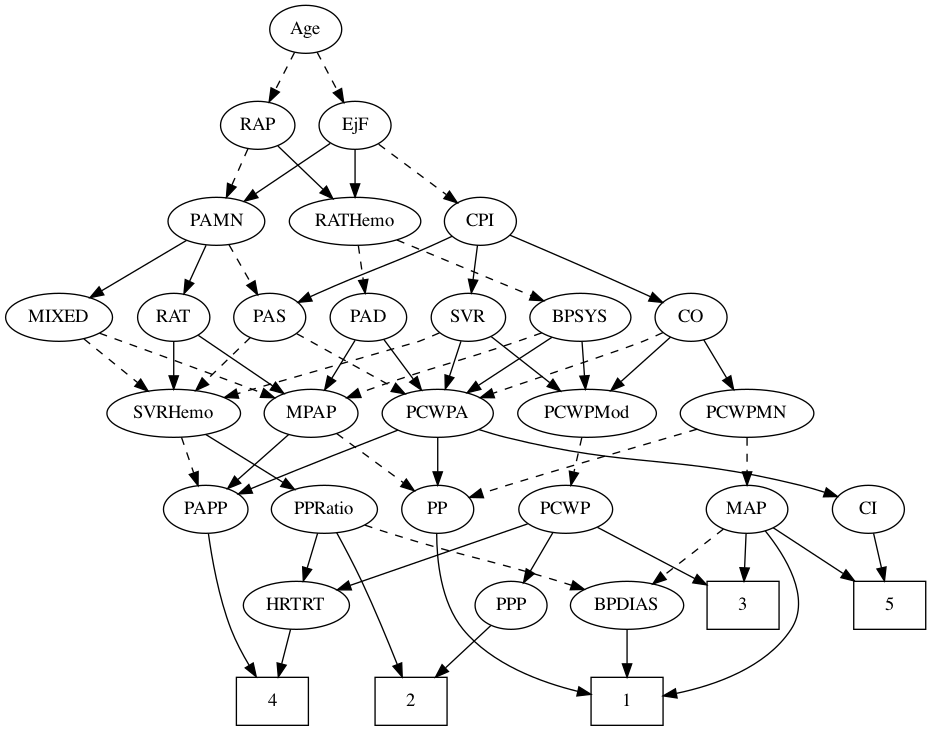 Age
RAP
EjF
PAMN
RATHemo
CPI
MIXED
RAT
PAS
PAD
SVR
BPSYS
CO
SVRHemo
MPAP
PCWPA
PCWPMod
PCWPMN
PAPP
PPRatio
PP
PCWP
MAP
CI
HRTRT
PPP
BPDIAS
3
5
4
2
1